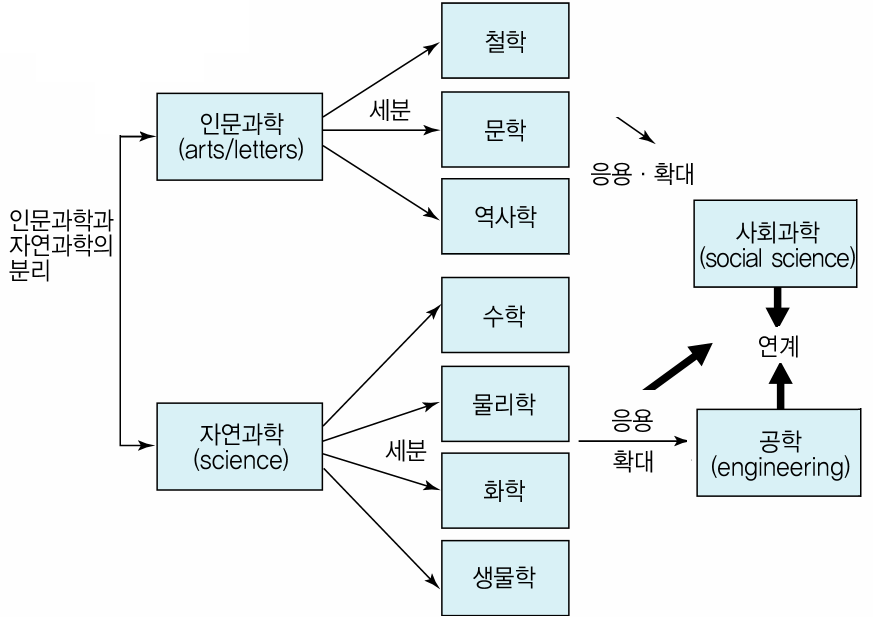 철학
인문과학
(arts/letters)
세분
문학
역사학
응용·확대
인문과학과
자연과학의
분리
사회과학
(social science)
수학
연계
자연과학
(science)
세분
물리학
화학
생물학
응용
확대
공학
(engineering)